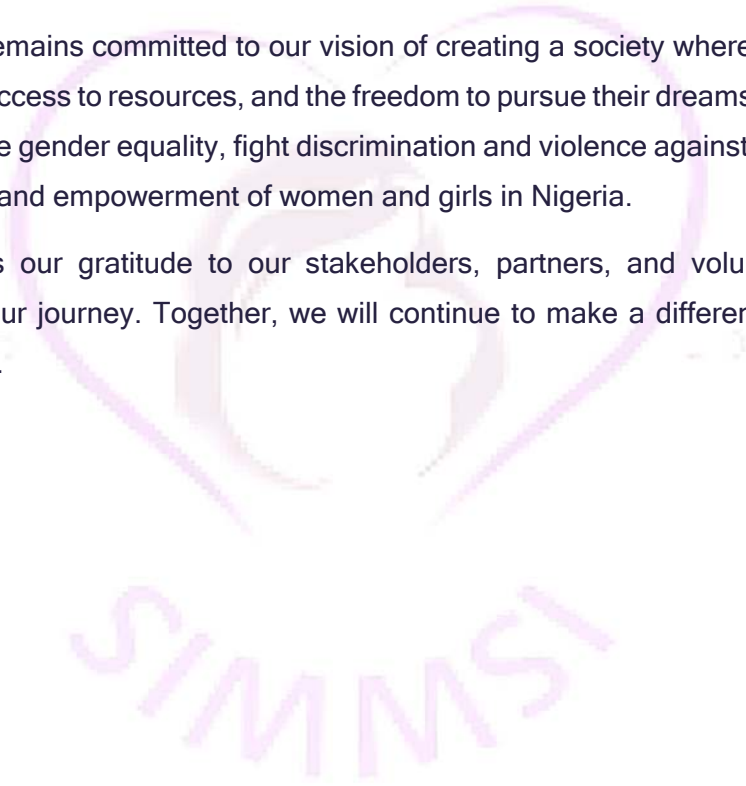 emains committed to our vision of creating a society where
ccess to resources, and the freedom to pursue their dreams
e gender equality, fight discrimination and violence against
and empowerment of women and girls in Nigeria.
s our gratitude to our stakeholders, partners, and volu
ur journey. Together, we will continue to make a differen
.
SIMMSI